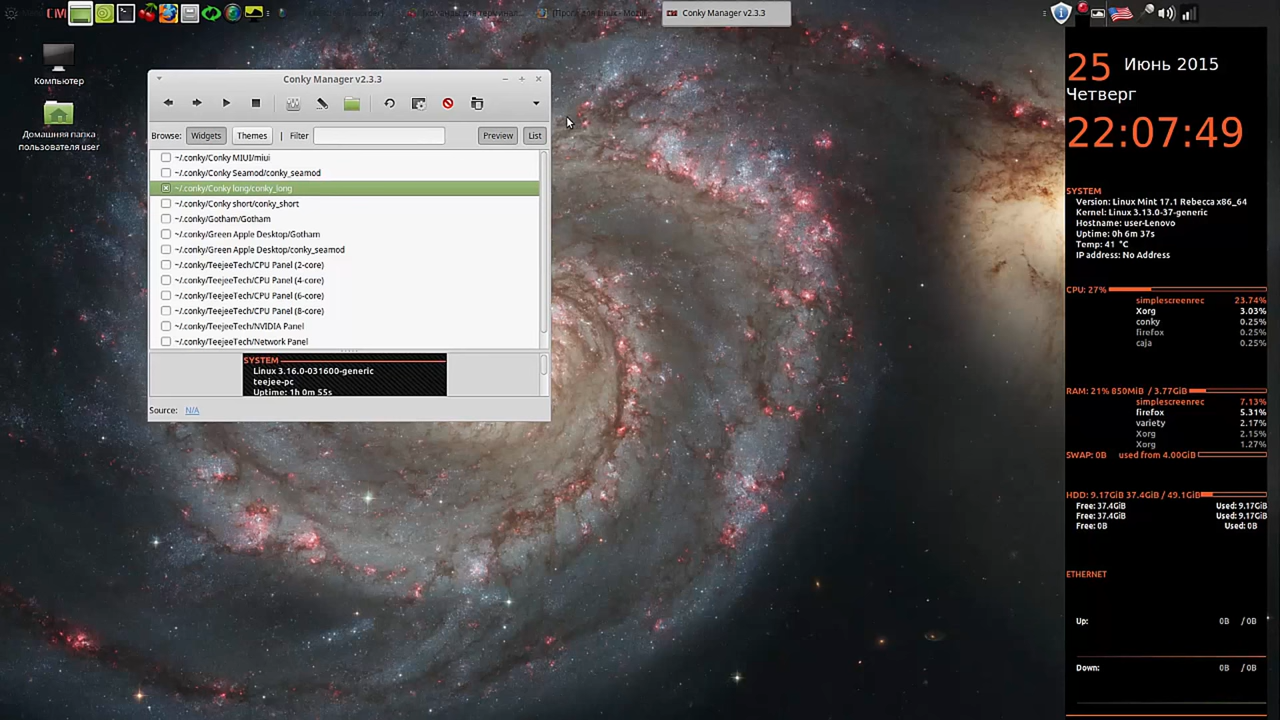 Conky Manager v2.3.3
Компьютер
Домашняя папка
пользователя user
Conky Manager v2.3.3
Browse: Widgets Themes | Filter Preview List
~/.conky/Conky MIUI/miui
~/.conky/Conky Seamod/conky_seamod
~/.conky/Conky long/conky_long
~/.conky/Conky short/conky_short
~/.conky/Gotham/Gotham
~/.conky/Green Apple Desktop/Gotham
~/.conky/Green Apple Desktop/conky_seamod
~/.conky/TeejeeTech/CPU Panel (2-core)
~/.conky/TeejeeTech/CPU Panel (4-core)
~/.conky/TeejeeTech/CPU Panel (6-core)
~/.conky/TeejeeTech/CPU Panel (8-core)
~/.conky/TeejeeTech/NVIDIA Panel
~/.conky/TeejeeTech/Network Panel
SYSTEM
Linux 3.16.0-031600-generic
teejee-pc
Uptime: 1h 0m 55s
Source: N/A
25 Июнь 2015
Четверг
22:07:49
SYSTEM
Version: Linux Mint 17.1 Rebecca x86_64
Kernel: Linux 3.13.0-37-generic
Hostname: user-Lenovo
Uptime: 0h 6m 37s
Temp: 41 °C
IP address: No Address
CPU: 27%
simplescreenrec 23.74%
Xorg 3.03%
conky 0.25%
firefox 0.25%
caja 0.25%
RAM: 21% 850MiB / 3.77GiB
simplescreenrec 7.13%
firefox 5.31%
variety 2.17%
Xorg 2.15%
Xorg 1.27%
SWAP: 0B used from 4.00GiB
HDD: 9.17GiB 37.4GiB / 49.1GiB
Free: 37.4GiB Used: 9.17GiB
Free: 37.4GiB Used: 9.17GiB
Free: 0B Used: 0B
ETHERNET
Up: 0B / 0B
Down: 0B / 0B